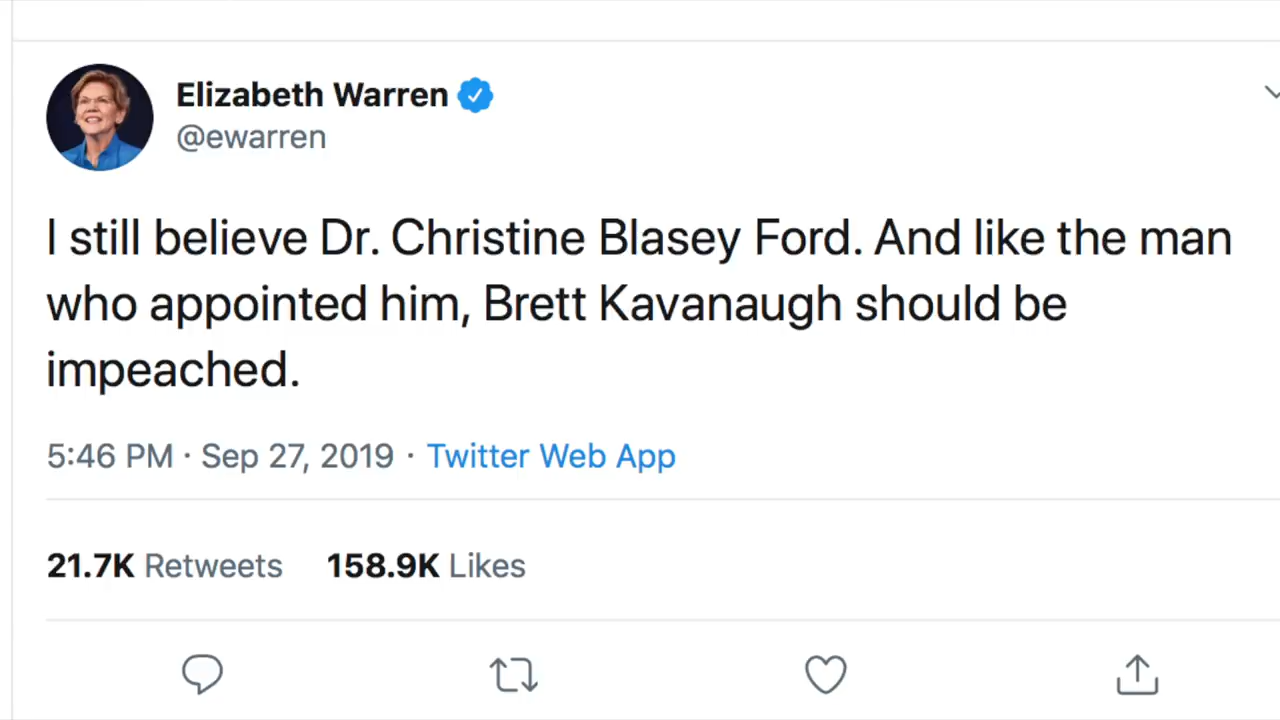 Elizabeth Warren
@ewarren
I still believe Dr. Christine Blasey Ford. And like the man
who appointed him, Brett Kavanaugh should be
impeached.
5:46 PM · Sep 27, 2019 · Twitter Web App
21.7K Retweets 158.9K Likes